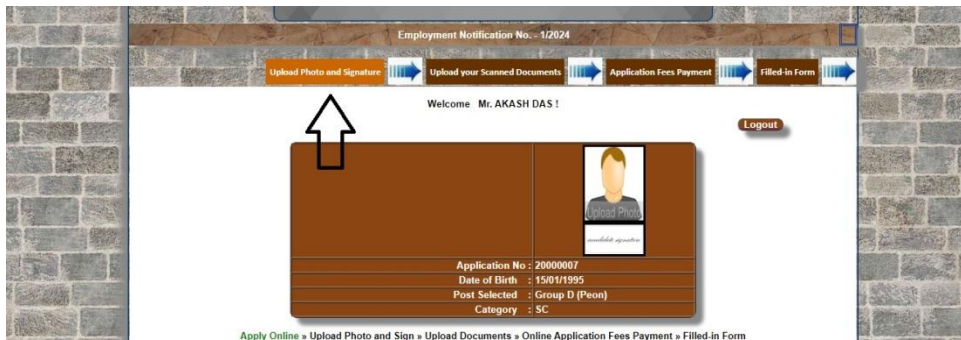 Employment Notification No. - 1/2024
Upload Photo and Signature Upload your Scanned Documents Application Fees Payment Filled-in Form
Welcome Mr. AKASH DAS !
Logout
Upload Photo
candidate signature
Application No : 20000007
Date of Birth : 15/01/1995
Post Selected : Group D (Peon)
Category : SC
Apply Online » Upload Photo and Sign » Upload Documents » Online Application Fees Payment » Filled-in Form